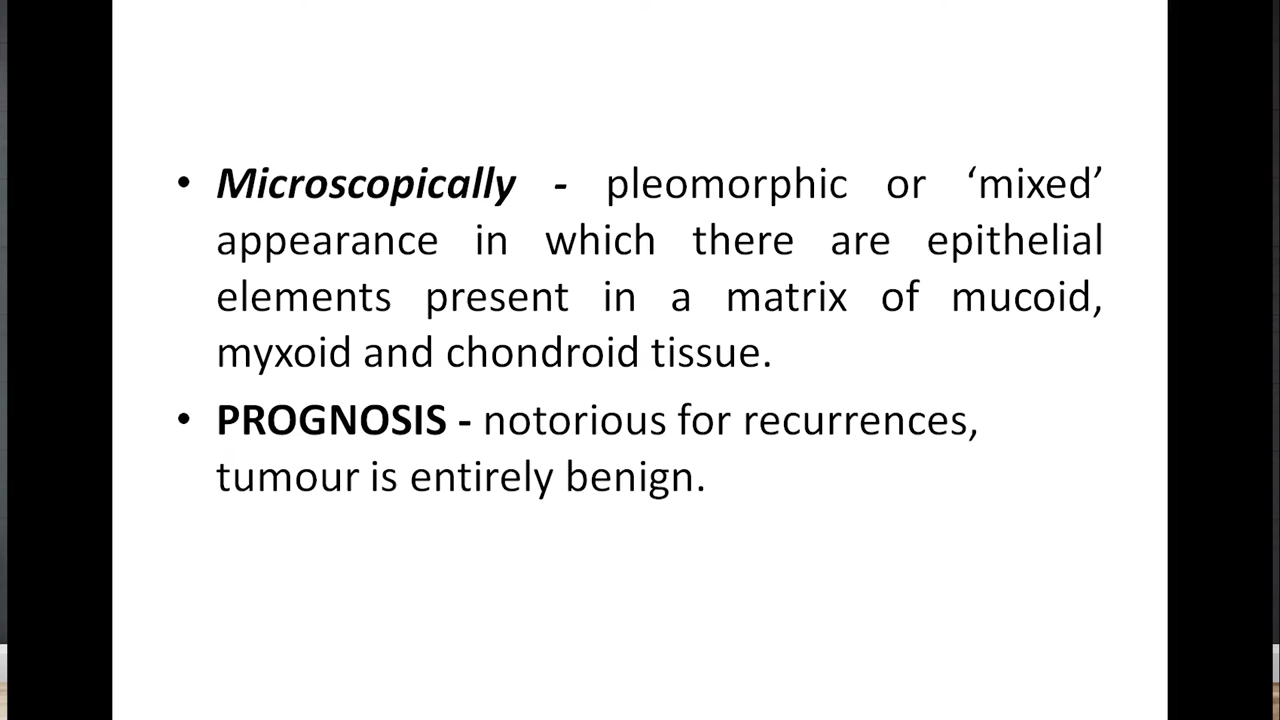 • Microscopically - pleomorphic or ‘mixed’
appearance in which there are epithelial
elements present in a matrix of mucoid,
myxoid and chondroid tissue.
• PROGNOSIS - notorious for recurrences,
tumour is entirely benign.